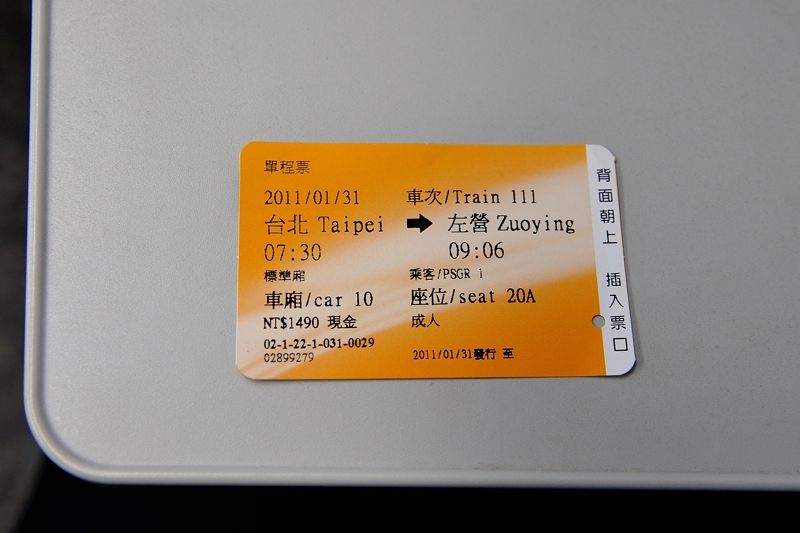 單程票
2011/01/31 車次/Train 111
台北 Taipei ➡ 左營 Zuoying
07:30 09:06
標準廂 乘客/PSGR 1
車廂/car 10 座位/seat 20A
NT$1490 現金 成人
02-1-22-1-031-0029
02899279 2011/01/31發行 至
背面朝上 插入票口